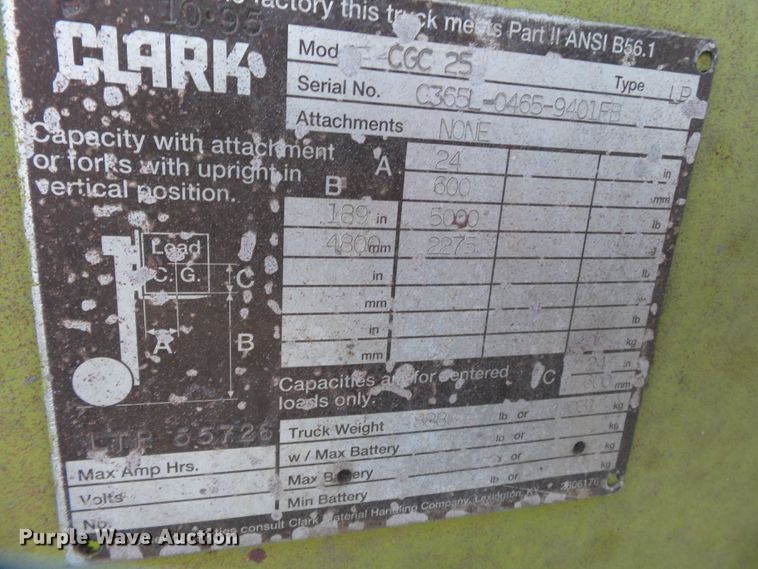 10-95
factory this truck meets Part II ANSI B56.1
CLARK
Mod CGC 25 Type LP
Serial No. C365L-0465-9401FB
Attachments NONE
Capacity with attachment
or forks with upright in
vertical position.
A 24 in
600 mm
B
189 in 5000 lb
4800 mm 2275
in lb
mm
in lb
mm kg
Load
C. G. C
A B
Capacities are for centered
loads only.
C 24 in
600 mm
LTR 55726
Truck Weight lb or kg
w / Max Battery lb or kg
Max Battery lb or kg
Min Battery lb or kg
Max Amp Hrs.
Volts
No.
consult Clark Material Handling Company, Lexington, KY 2806176
Purple Wave Auction